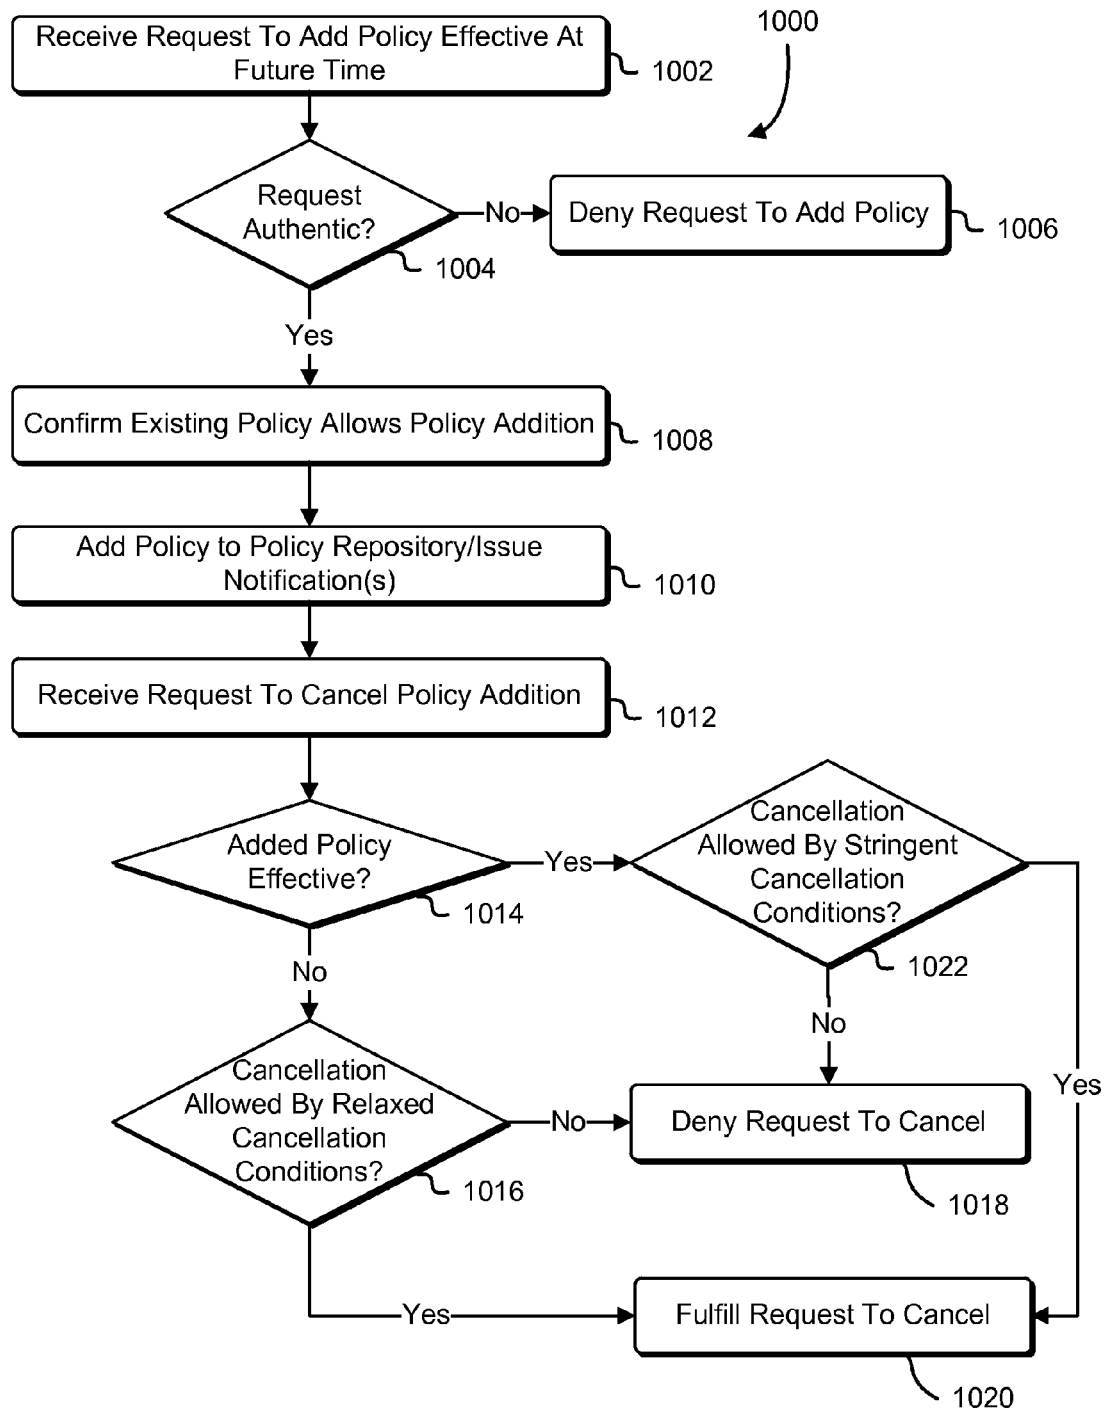 Receive Request To Add Policy Effective At
Future Time
1002
1000
Request
Authentic?
1004
No
Deny Request To Add Policy
1006
Yes
Confirm Existing Policy Allows Policy Addition
1008
Add Policy to Policy Repository/Issue
Notification(s)
1010
Receive Request To Cancel Policy Addition
1012
Added Policy
Effective?
1014
Yes
Cancellation
Allowed By Stringent
Cancellation
Conditions?
1022
No
No
Yes
Cancellation
Allowed By Relaxed
Cancellation
Conditions?
1016
No
Deny Request To Cancel
1018
Yes
Fulfill Request To Cancel
1020